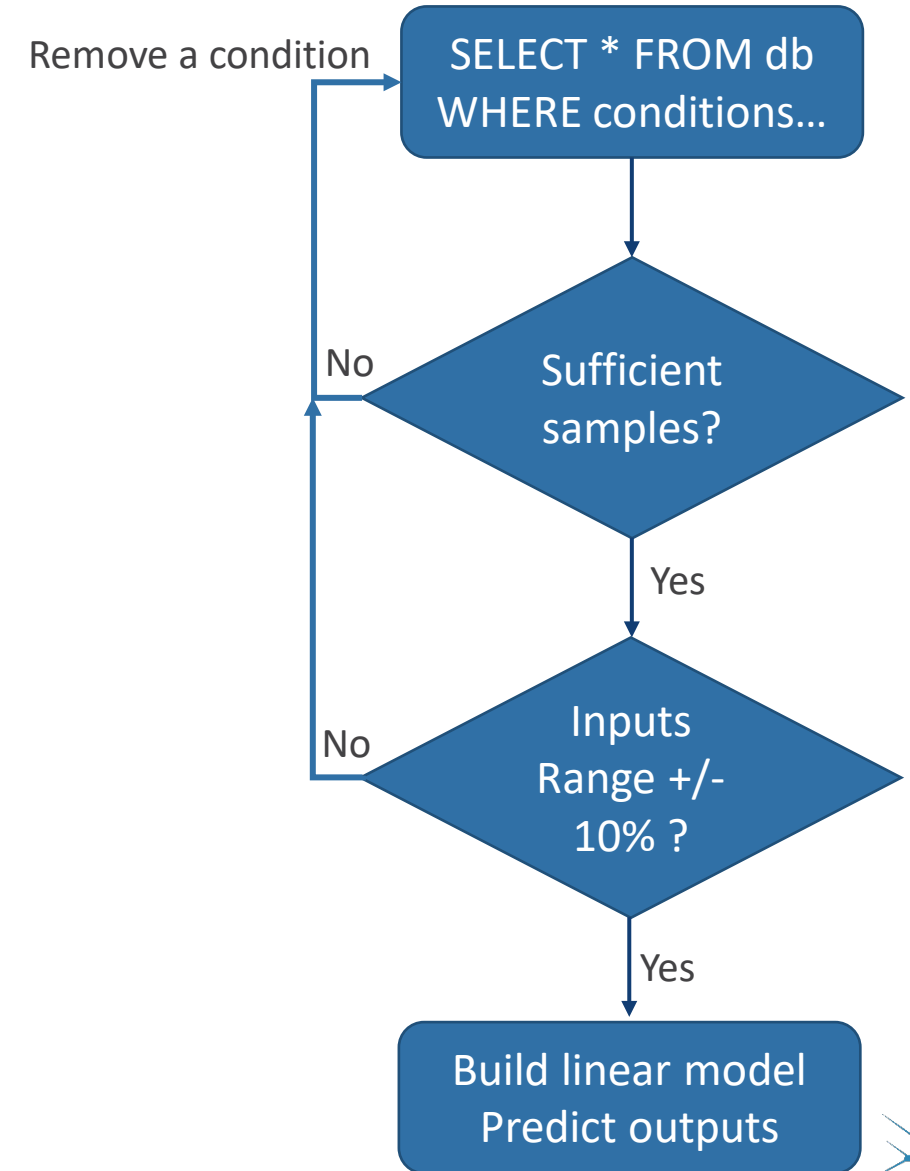 Remove a condition
SELECT * FROM db
WHERE conditions…
No
Sufficient
samples?
Yes
No
Inputs
Range +/-
10% ?
Yes
Build linear model
Predict outputs